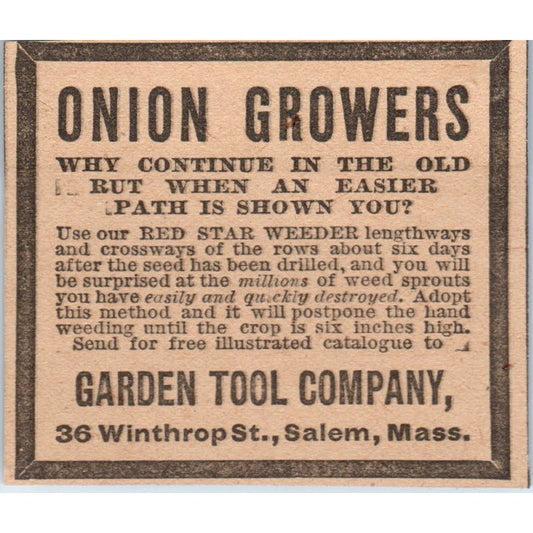 ONION GROWERS
WHY CONTINUE IN THE OLD
RUT WHEN AN EASIER
PATH IS SHOWN YOU?
Use our RED STAR WEEDER lengthways
and crossways of the rows about six days
after the seed has been drilled, and you will
be surprised at the millions of weed sprouts
you have easily and quickly destroyed. Adopt
this method and it will postpone the hand
weeding until the crop is six inches high.
Send for free illustrated catalogue to
GARDEN TOOL COMPANY,
36 Winthrop St., Salem, Mass.